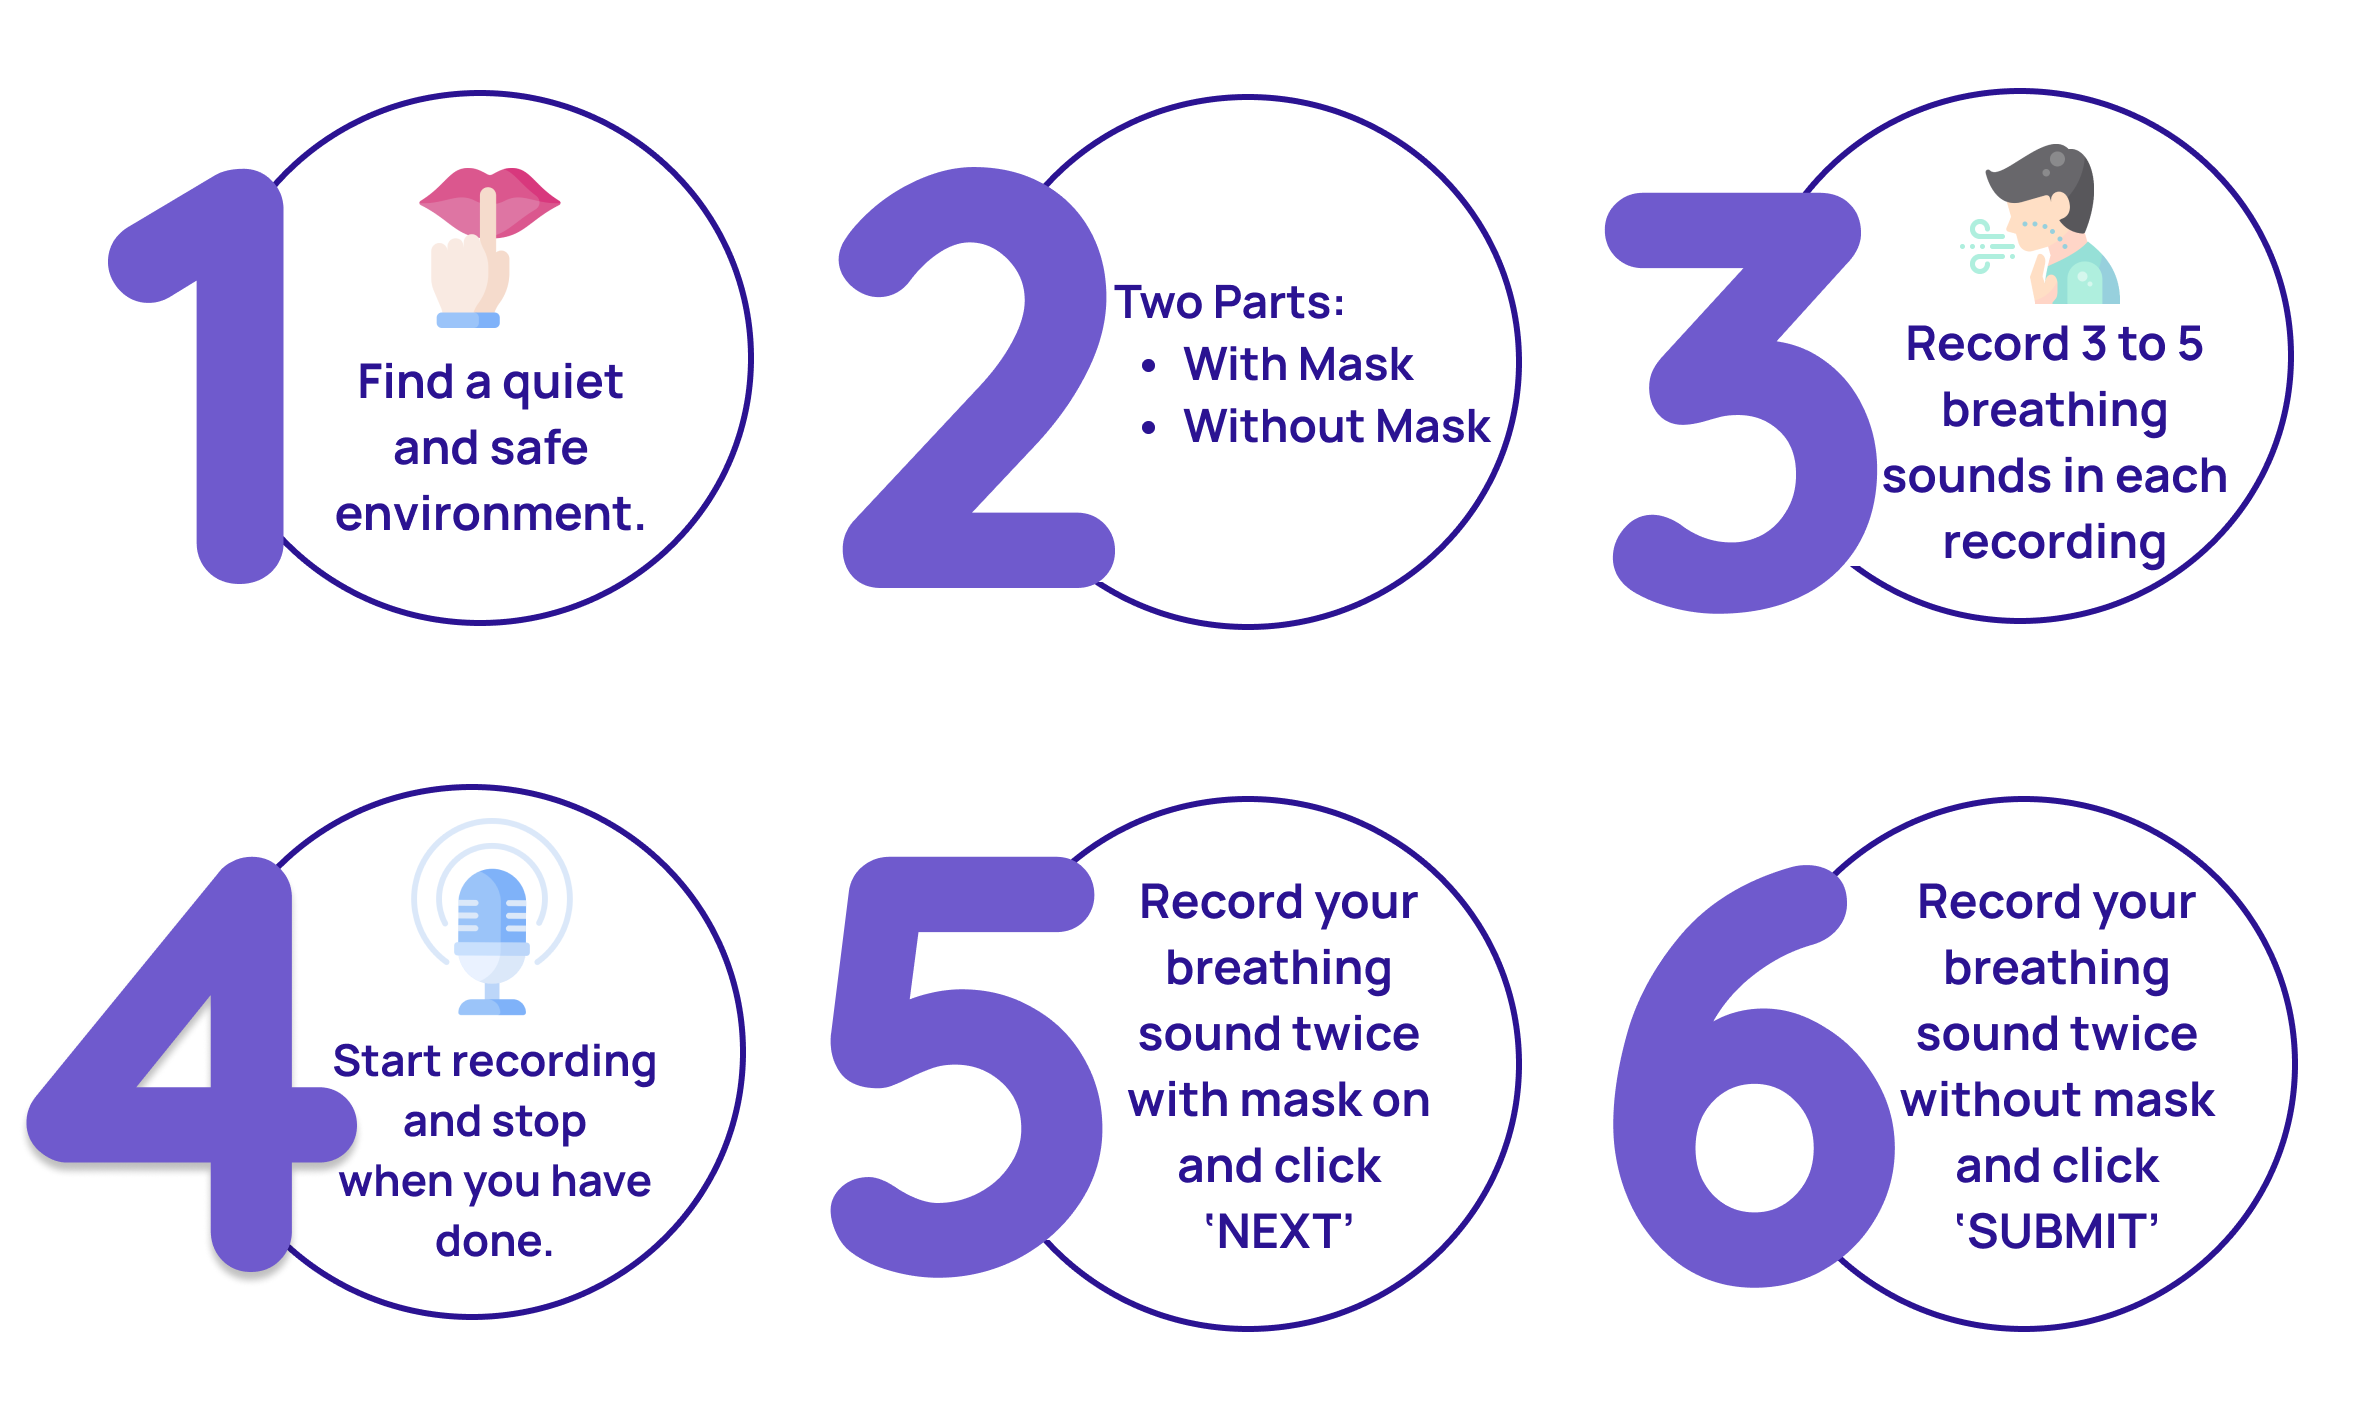 1
Find a quiet
and safe
environment.
2
Two Parts:
• With Mask
• Without Mask
3
Record 3 to 5
breathing
sounds in each
recording
4
Start recording
and stop
when you have
done.
5
Record your
breathing
sound twice
with mask on
and click
‘NEXT’
6
Record your
breathing
sound twice
without mask
and click
‘SUBMIT’